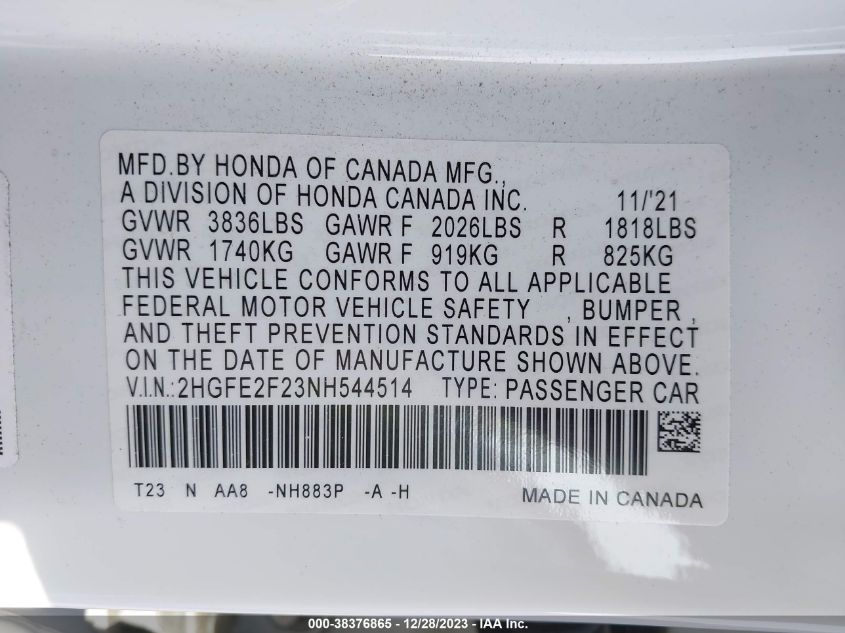 MFD.BY HONDA OF CANADA MFG.,
A DIVISION OF HONDA CANADA INC. 11/'21
GVWR 3836LBS GAWR F 2026LBS R 1818LBS
GVWR 1740KG GAWR F 919KG R 825KG
THIS VEHICLE CONFORMS TO ALL APPLICABLE
FEDERAL MOTOR VEHICLE SAFETY , BUMPER ,
AND THEFT PREVENTION STANDARDS IN EFFECT
ON THE DATE OF MANUFACTURE SHOWN ABOVE.
V.I.N.:2HGFE2F23NH544514 TYPE: PASSENGER CAR
T23 N AA8 -NH883P -A -H MADE IN CANADA
000-38376865 - 12/28/2023 - IAA Inc.